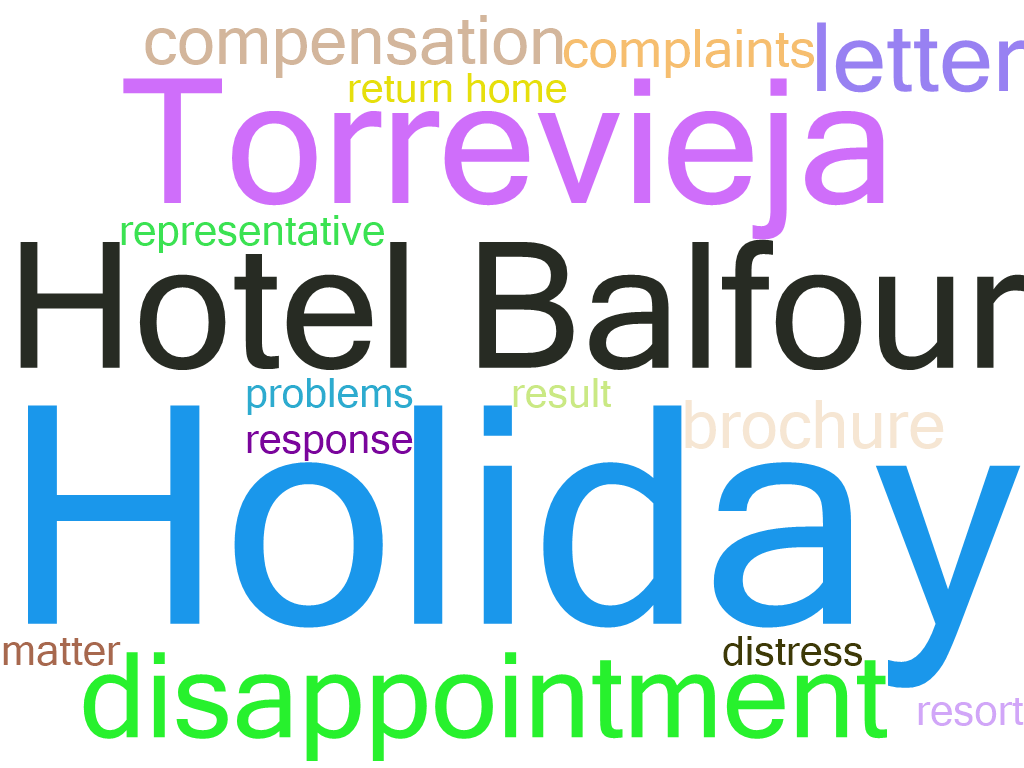 compensation
complaints
letter
return home
Torrevieja
representative
Hotel Balfour
problems
result
brochure
response
Holiday
matter
distress
disappointment
resort